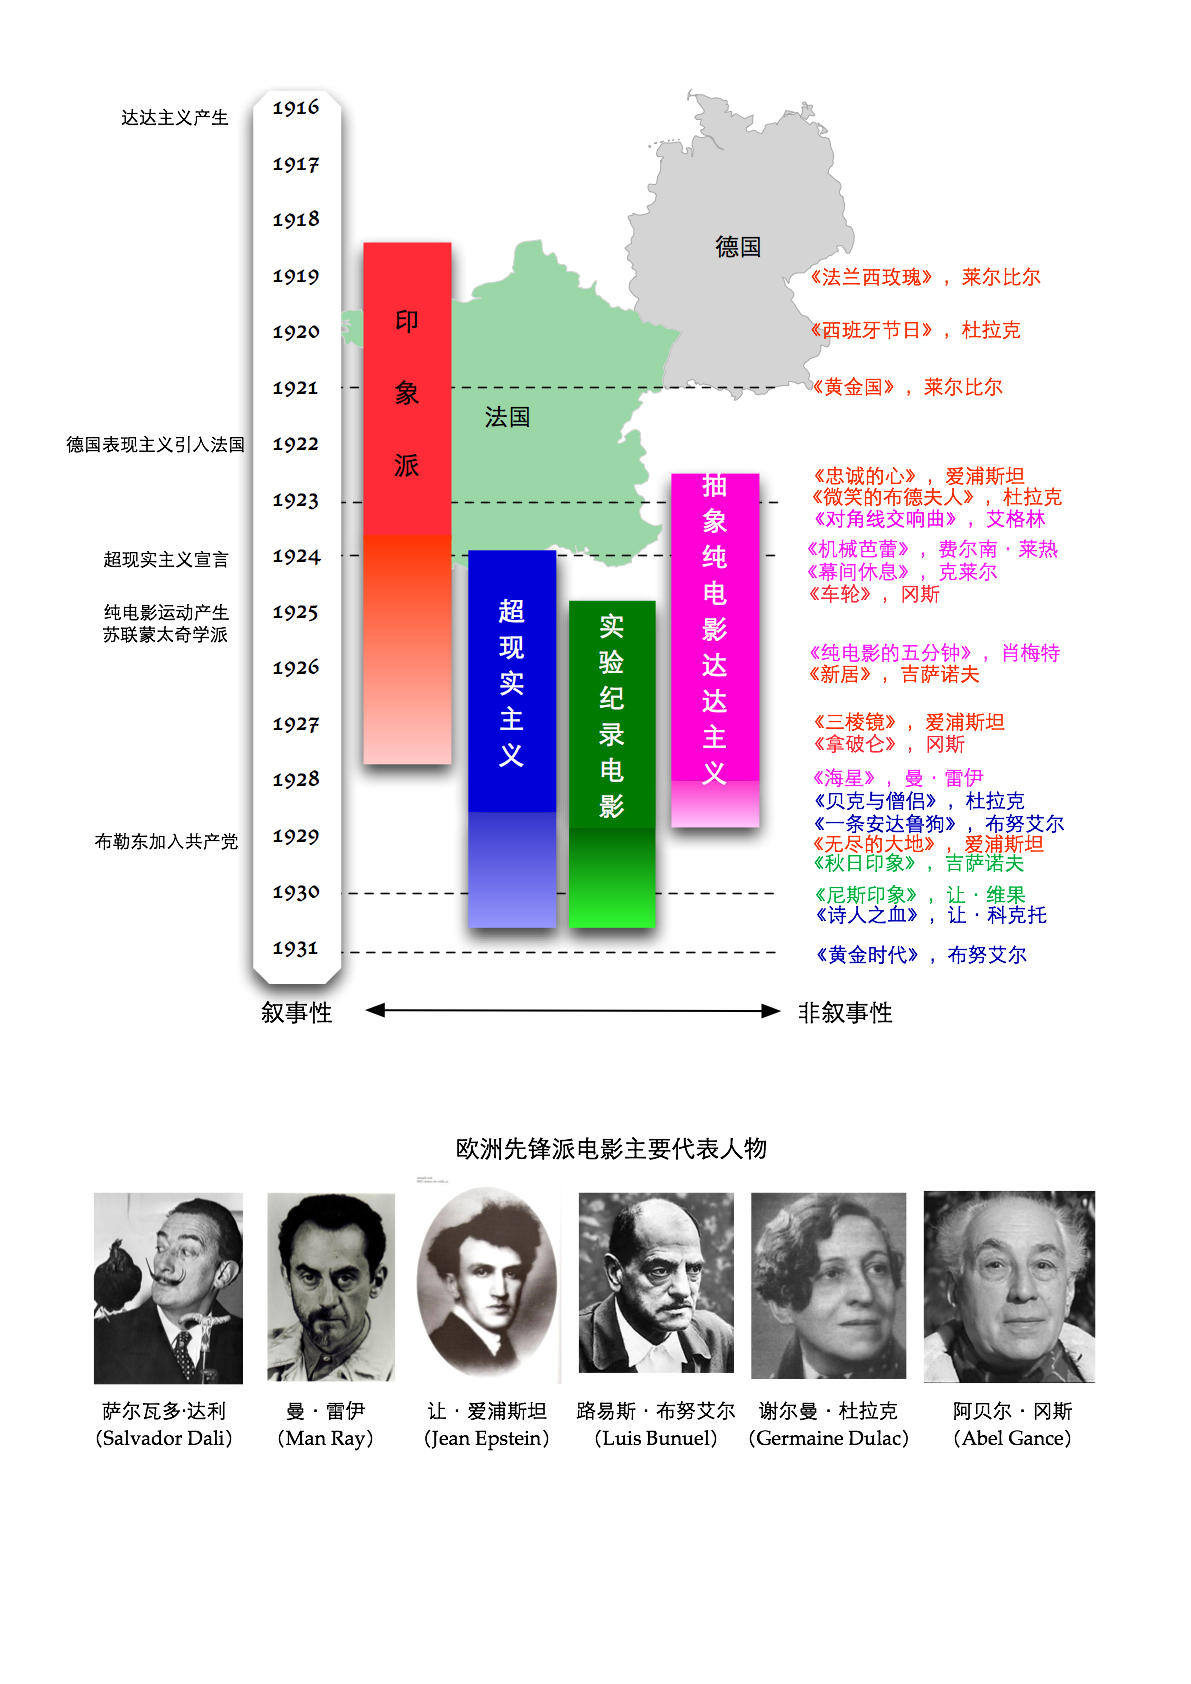 达达主义产生
1916
1917
1918
1919
1920
1921
德国表现主义引入法国
1922
1923
超现实主义宣言
1924
纯电影运动产生
苏联蒙太奇学派
1925
1926
1927
1928
布勒东加入共产党
1929
1930
1931
印象派
法国
德国
超现实主义
实验纪录电影
抽象纯电影达达主义
《法兰西玫瑰》，莱尔比尔
《西班牙节日》，杜拉克
《黄金国》，莱尔比尔
《忠诚的心》，爱浦斯坦
《微笑的布德夫人》，杜拉克
《对角线交响曲》，艾格林
《机械芭蕾》，费尔南·莱热
《幕间休息》，克莱尔
《车轮》，冈斯
《纯电影的五分钟》，肖梅特
《新居》，吉萨诺夫
《三棱镜》，爱浦斯坦
《拿破仑》，冈斯
《海星》，曼·雷伊
《贝克与僧侣》，杜拉克
《一条安达鲁狗》，布努艾尔
《无尽的大地》，爱浦斯坦
《秋日印象》，吉萨诺夫
《尼斯印象》，让·维果
《诗人之血》，让·科克托
《黄金时代》，布努艾尔
叙事性
非叙事性
欧洲先锋派电影主要代表人物
萨尔瓦多·达利
(Salvador Dali)
曼·雷伊
(Man Ray)
让·爱浦斯坦
(Jean Epstein)
路易斯·布努艾尔
(Luis Bunuel)
谢尔曼·杜拉克
(Germaine Dulac)
阿贝尔·冈斯
(Abel Gance)